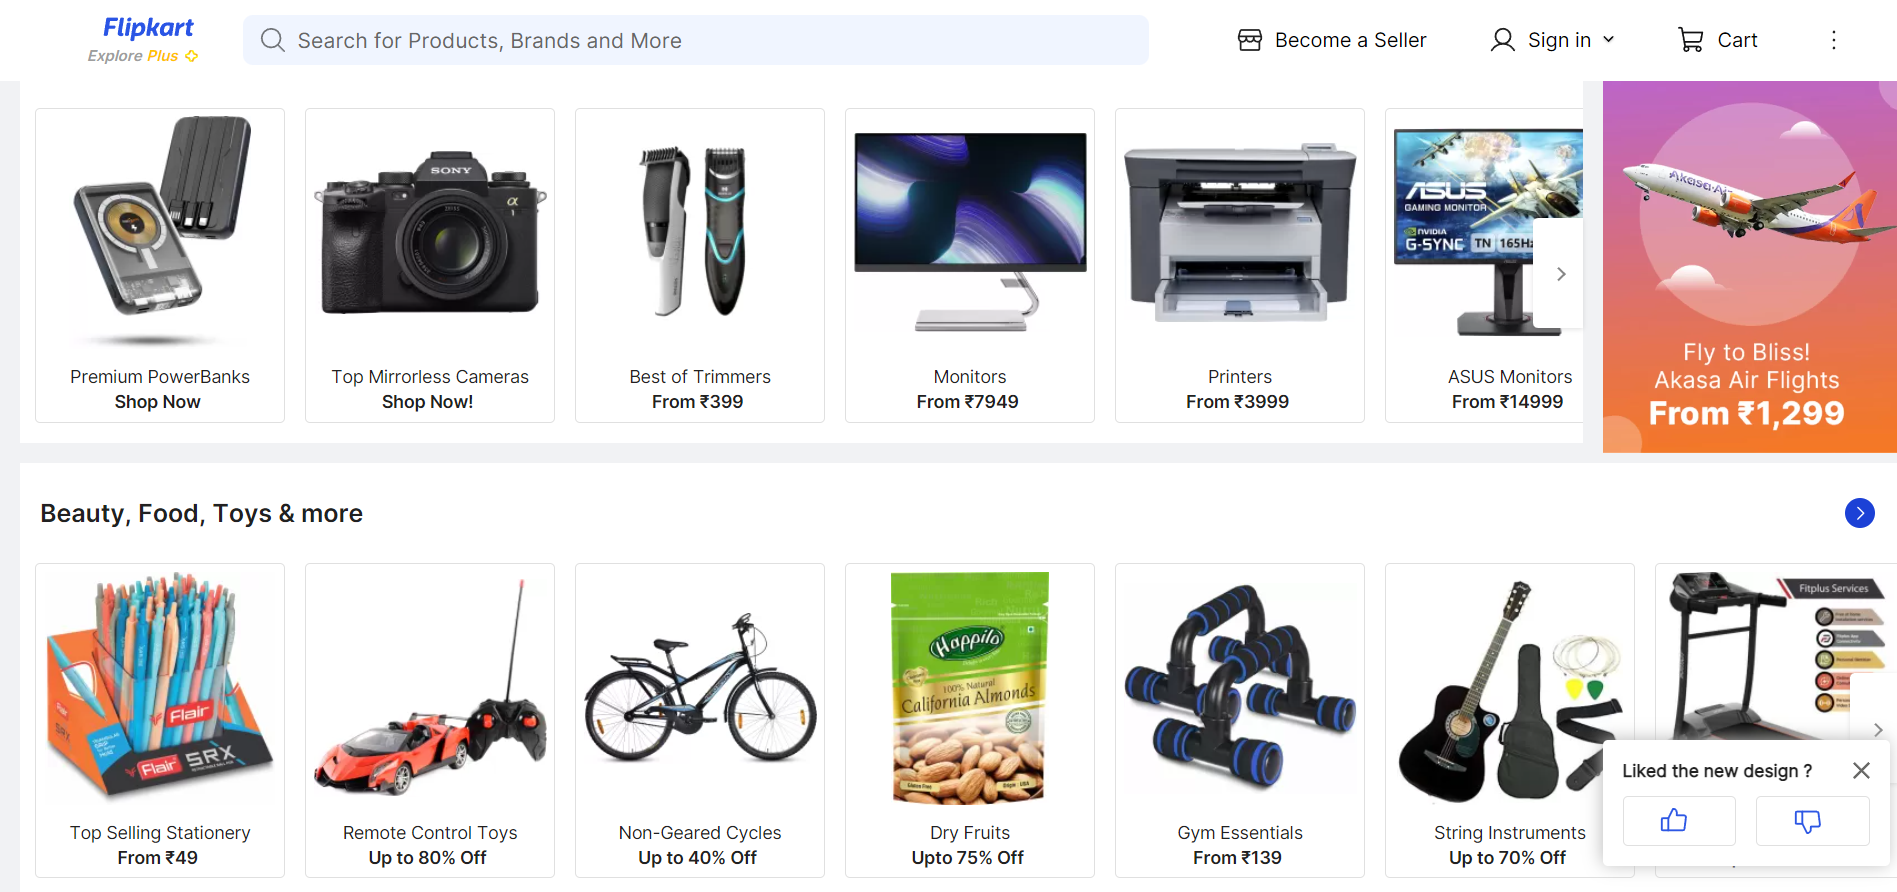 Flipkart
Explore Plus
Search for Products, Brands and More
Become a Seller
Sign in
Cart
SONY
α
1
ASUS
GAMING MONITOR
NVIDIA
G-SYNC TN 165Hz
Premium PowerBanks
Shop Now
Top Mirrorless Cameras
Shop Now!
Best of Trimmers
From ₹399
Monitors
From ₹7949
Printers
From ₹3999
ASUS Monitors
From ₹14999
Akasa Air
Fly to Bliss!
Akasa Air Flights
From ₹1,299
Beauty, Food, Toys & more
Flair
Flair SRX
Happilo
100% Natural
California Almonds
Gluten Free
Fitplus Services
Top Selling Stationery
From ₹49
Remote Control Toys
Up to 80% Off
Non-Geared Cycles
Up to 40% Off
Dry Fruits
Upto 75% Off
Gym Essentials
From ₹139
String Instruments
Up to 70% Off
Liked the new design ?